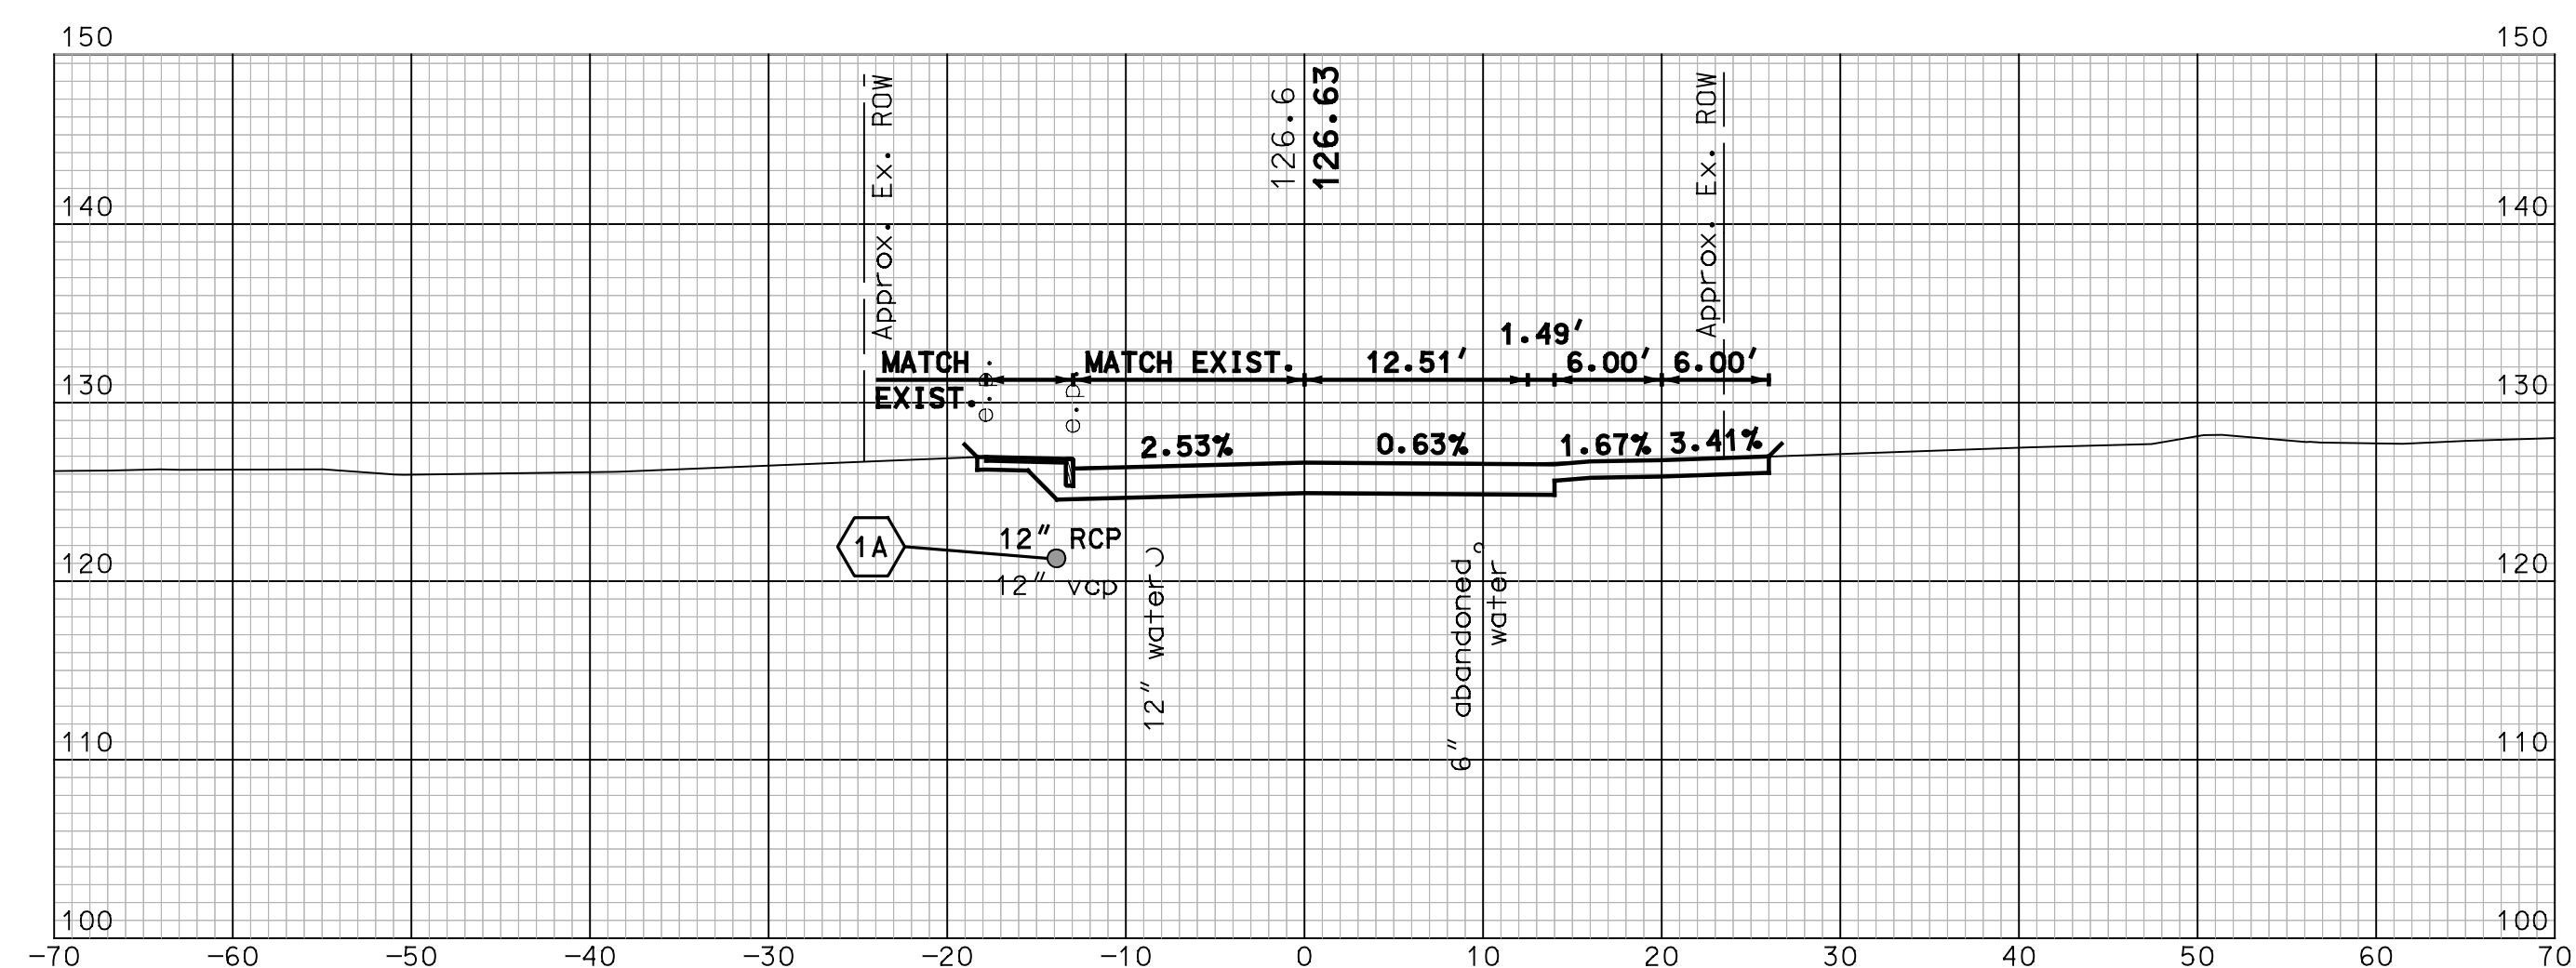 150 150
Approx. Ex. ROW
126.6
126.63
Approx. Ex. ROW
140 140
1.49'
MATCH EXIST.
MATCH EXIST.
12.51'
6.00'
6.00'
130 130
e.p.
e.p.
2.53%
0.63%
1.67%
3.41%
1A
12" RCP
12" vcp
12" water
6" abandoned
water
120 120
110 110
100 100
-70 -60 -50 -40 -30 -20 -10 0 10 20 30 40 50 60 70